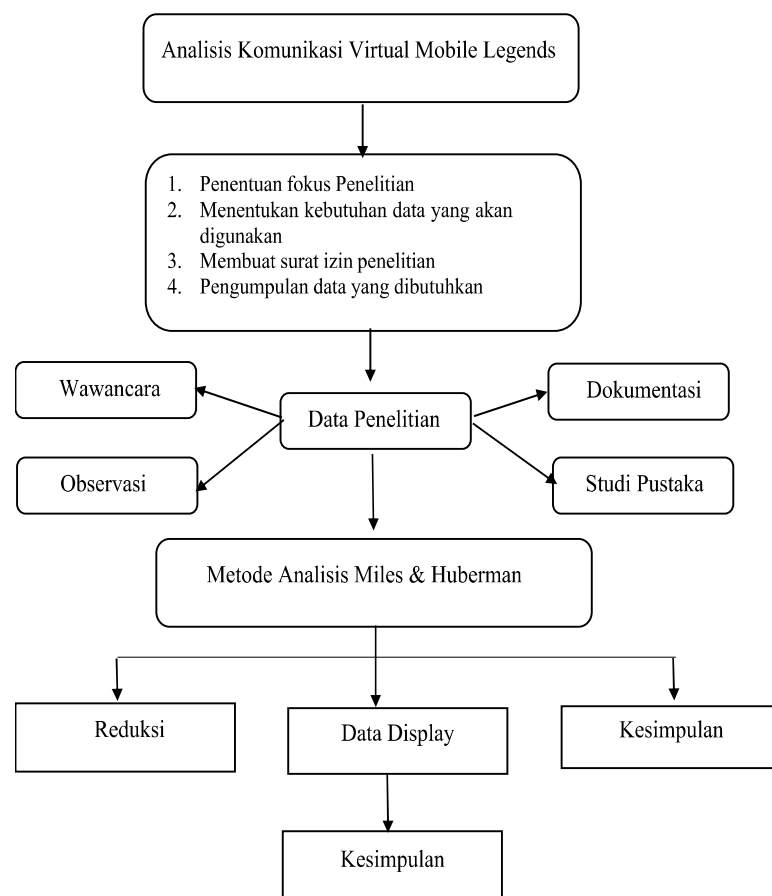 Analisis Komunikasi Virtual Mobile Legends
1. Penentuan fokus Penelitian
2. Menentukan kebutuhan data yang akan
digunakan
3. Membuat surat izin penelitian
4. Pengumpulan data yang dibutuhkan
Wawancara
Dokumentasi
Data Penelitian
Observasi
Studi Pustaka
Metode Analisis Miles & Huberman
Reduksi
Data Display
Kesimpulan
Kesimpulan